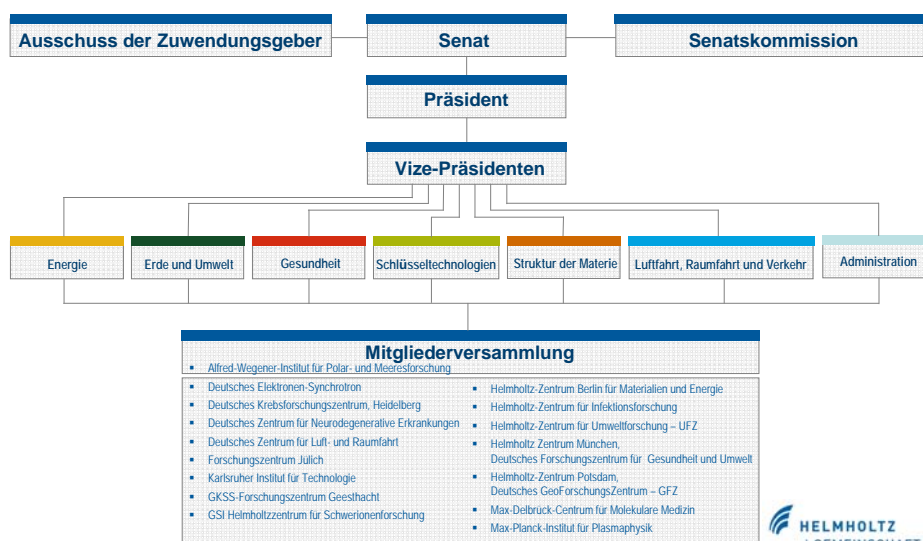 Ausschuss der Zuwendungsgeber
Senat
Senatskommission
Präsident
Vize-Präsidenten
Energie
Erde und Umwelt
Gesundheit
Schlüsseltechnologien
Struktur der Materie
Luftfahrt, Raumfahrt und Verkehr
Administration
Mitgliederversammlung
Alfred-Wegener-Institut für Polar- und Meeresforschung
Deutsches Elektronen-Synchrotron
Deutsches Krebsforschungszentrum, Heidelberg
Deutsches Zentrum für Neurodegenerative Erkrankungen
Deutsches Zentrum für Luft- und Raumfahrt
Forschungszentrum Jülich
Karlsruher Institut für Technologie
GKSS-Forschungszentrum Geesthacht
GSI Helmholtzzentrum für Schwerionenforschung
Helmholtz-Zentrum Berlin für Materialien und Energie
Helmholtz-Zentrum für Infektionsforschung
Helmholtz-Zentrum für Umweltforschung – UFZ
Helmholtz Zentrum München,
Deutsches Forschungszentrum für Gesundheit und Umwelt
Helmholtz-Zentrum Potsdam,
Deutsches GeoForschungsZentrum – GFZ
Max-Delbrück-Centrum für Molekulare Medizin
Max-Planck-Institut für Plasmaphysik
HELMHOLTZ